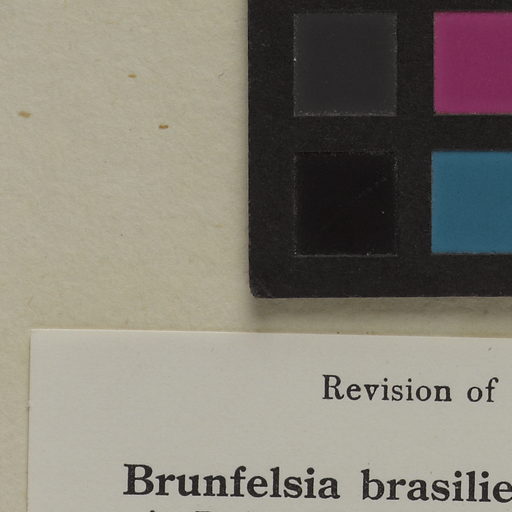 Revision of
Brunfelsia brasilie